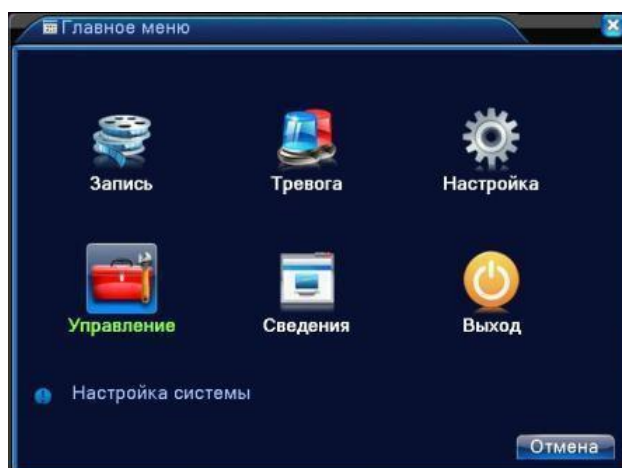 Главное меню
Запись Тревога Настройка
Управление Сведения Выход
Настройка системы
Отмена